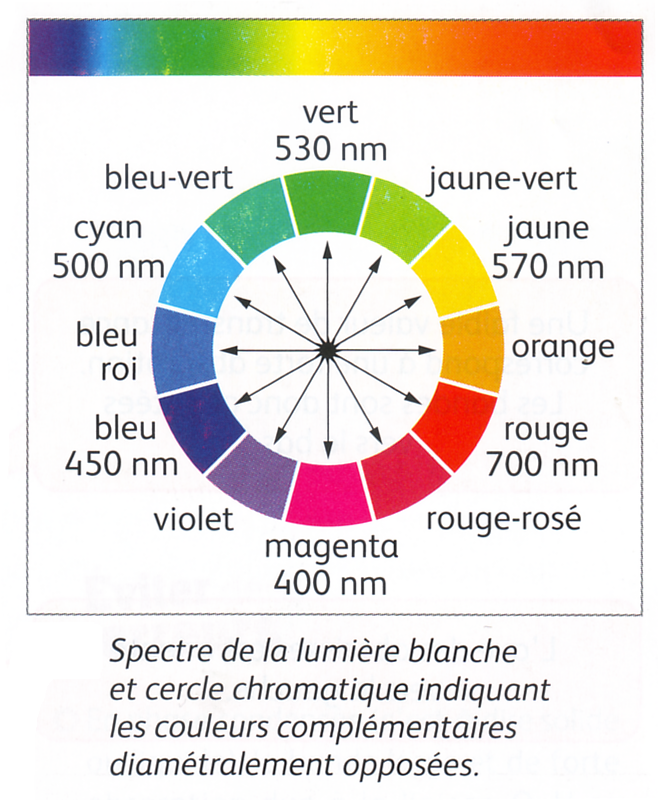 vert
530 nm
bleu-vert
jaune-vert
cyan
500 nm
jaune
570 nm
bleu
roi
orange
bleu
450 nm
rouge
700 nm
violet
rouge-rosé
magenta
400 nm
Spectre de la lumière blanche
et cercle chromatique indiquant
les couleurs complémentaires
diamétralement opposées.